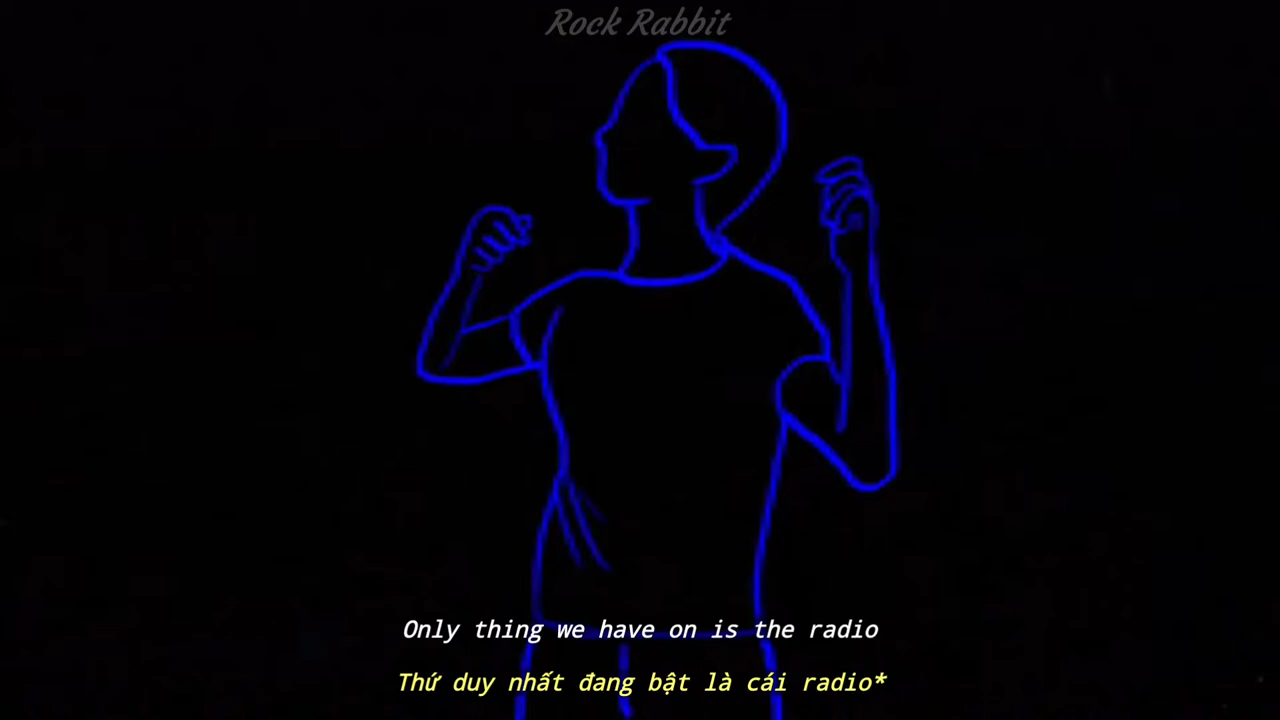 Rock Rabbit
Only thing we have on is the radio
Thứ duy nhất đang bật là cái radio*